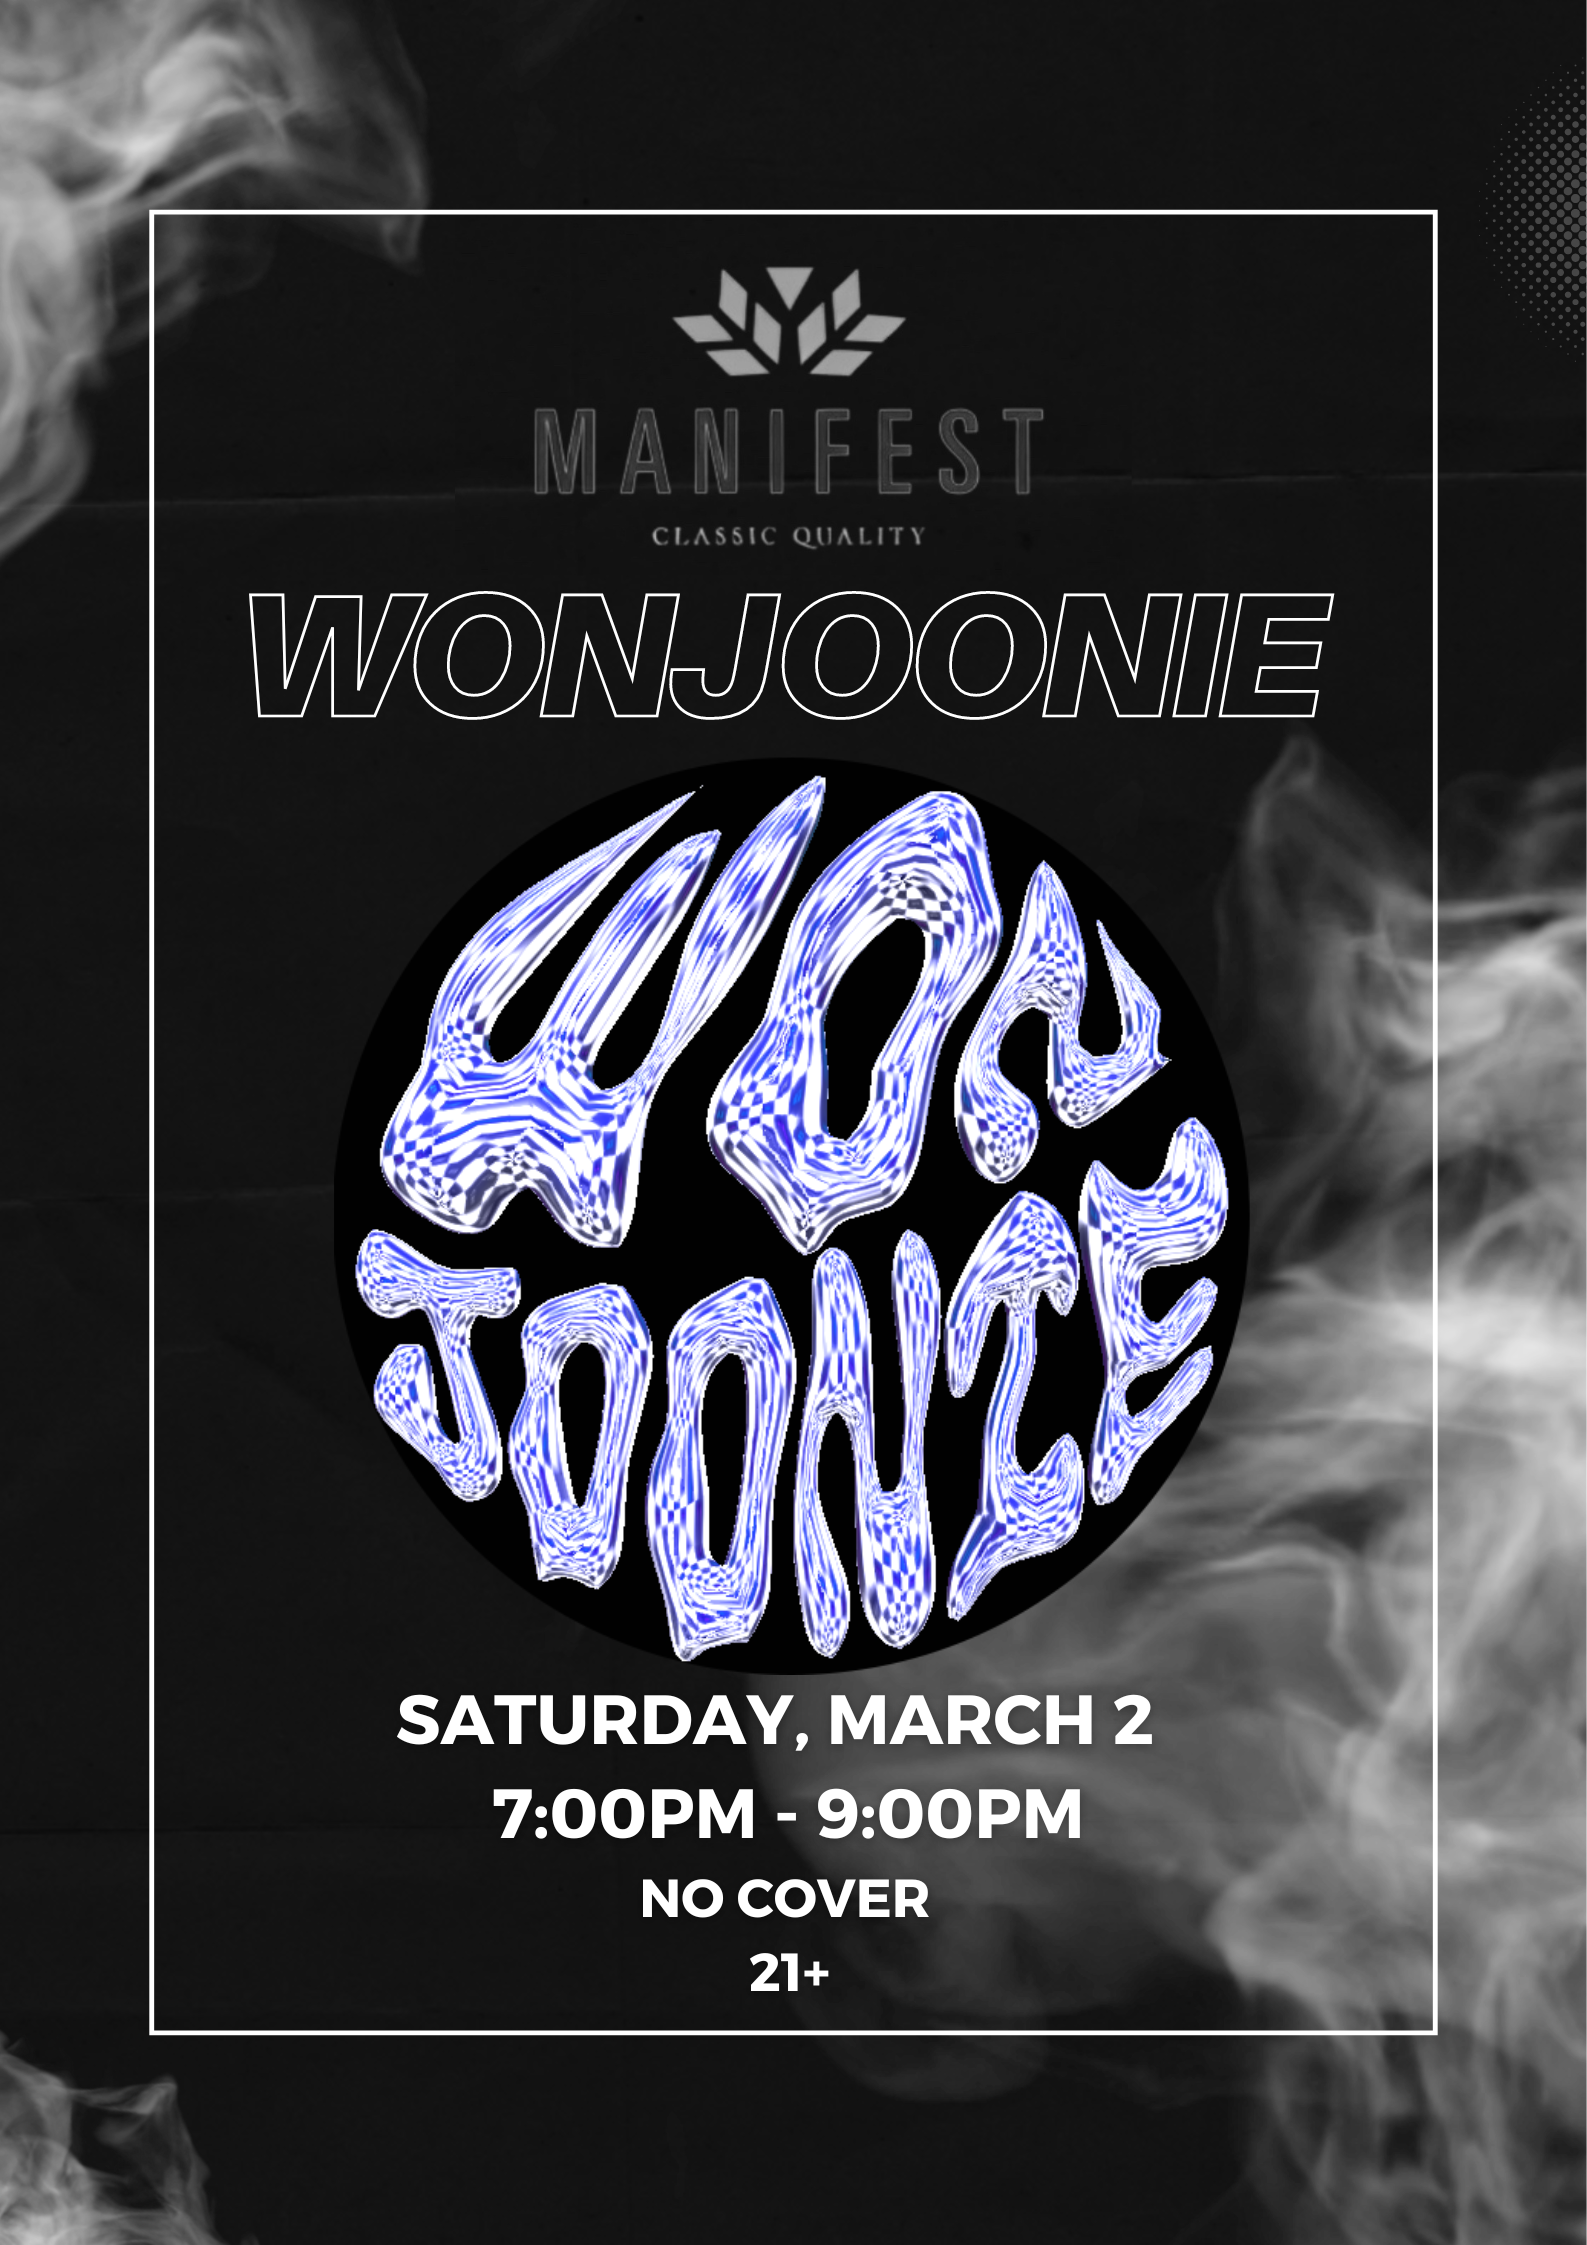 MANIFEST
CLASSIC QUALITY
WONJOONIE
WON
JOONIE
SATURDAY, MARCH 2
7:00PM - 9:00PM
NO COVER
21+